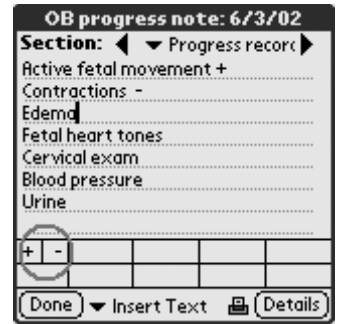 OB progress note: 6/3/02
Section: Progress recorc
Active fetal movement +
Contractions -
Edema
Fetal heart tones
Cervical exam
Blood pressure
Urine
+ -
Done Insert Text Details